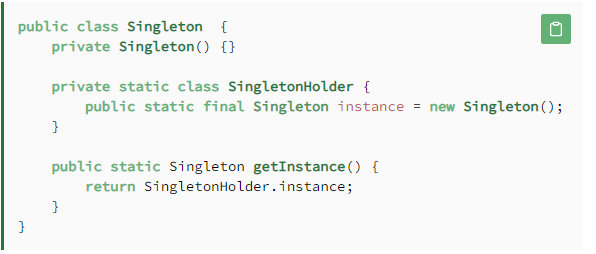 public class Singleton  {
    private Singleton() {}

    private static class SingletonHolder {
        public static final Singleton instance = new Singleton();
    }

    public static Singleton getInstance() {
        return SingletonHolder.instance;
    }
}